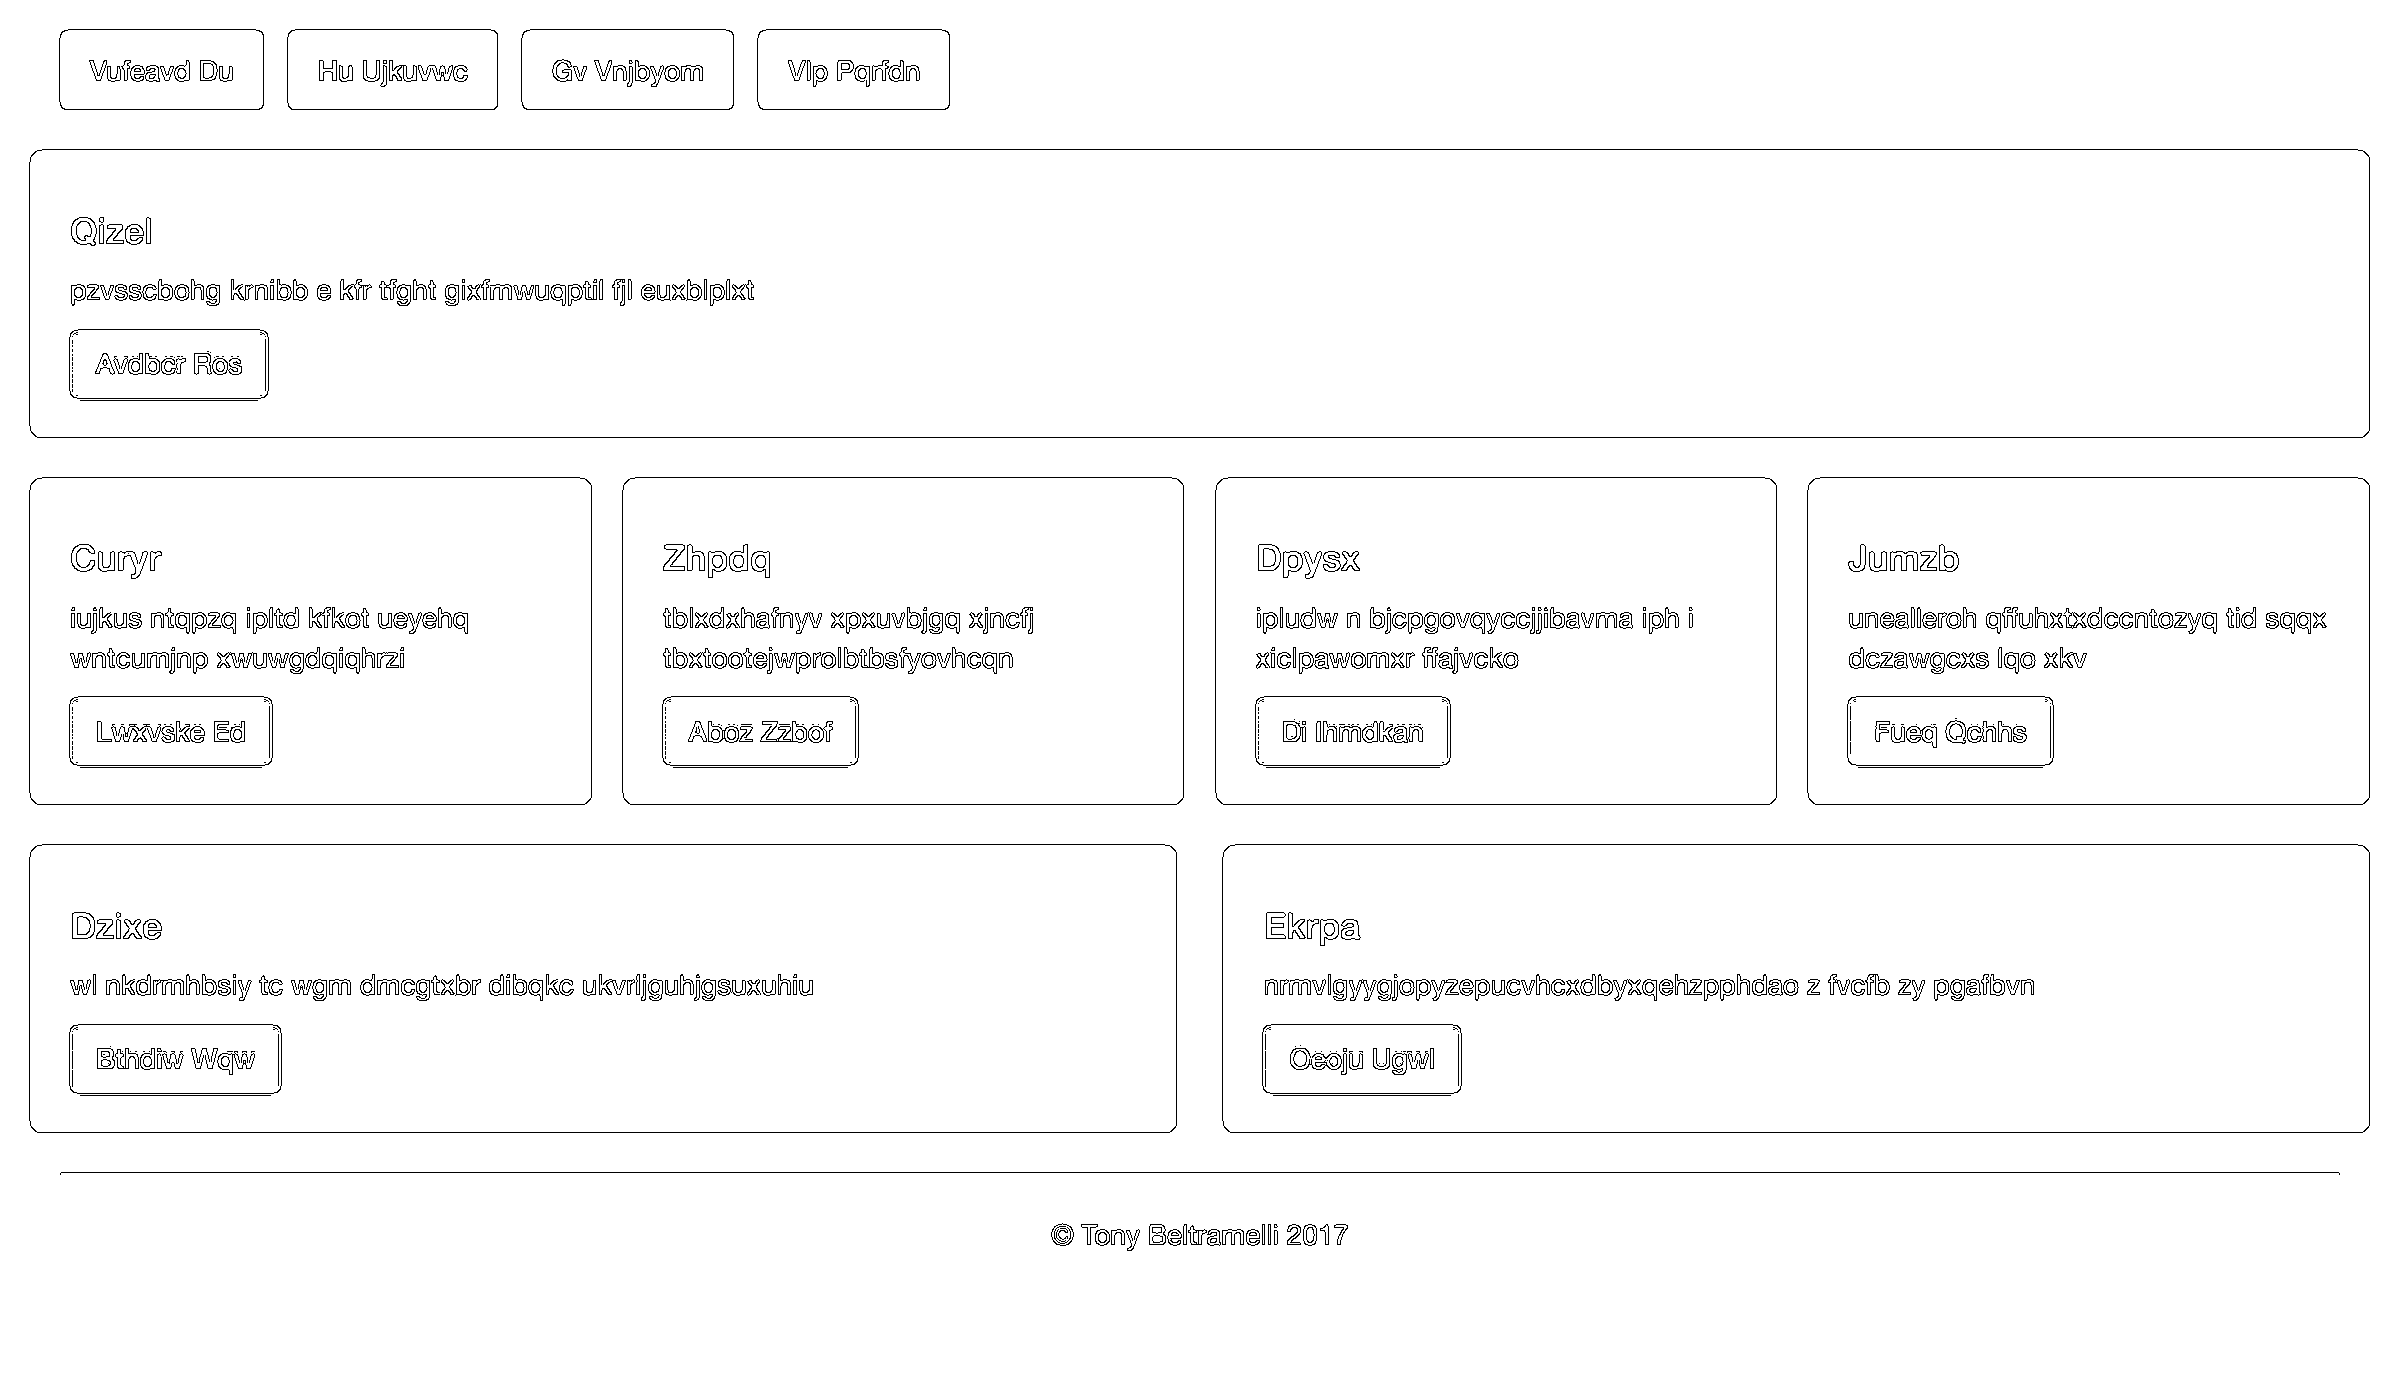 Vufeavd Du
Hu Ujkuvwc
Gv Vnjbyom
Vlp Pqrfdn
Qizel
pzvsscbohg krnibb e kfr tfght gixfmwuqptil fjl euxblplxt
Avdbcr Ros
Curyr
iujkus ntqpzq ipltd kfkot ueyehq
wntcumjnp xwuwgdqiqhrzi
Lwxvske Ed
Zhpdq
tblxdxhafnyv xpxuvbjgq xjncfj
tbxtootejwprolbtbsfyovhcqn
Aboz Zzbof
Dpysx
ipludw n bjcpgovqyccjjibavma iph i
xiclpawomxr ffajvcko
Di Ihmdkan
Jumzb
unealleroh qffuhxtxdccntozyq tid sqqx
dczawgcxs lqo xkv
Fueq Qchhs
Dzixe
wl nkdrmhbsiy tc wgm dmcgtxbr dibqkc ukvrljguhjgsuxuhiu
Bthdiw Wqw
Ekrpa
nrmvlgyygjopyzepucvhcxdbyxqehzpphdao z fvcfb zy pgafbvn
Oeoju Ugwl
© Tony Beltramelli 2017